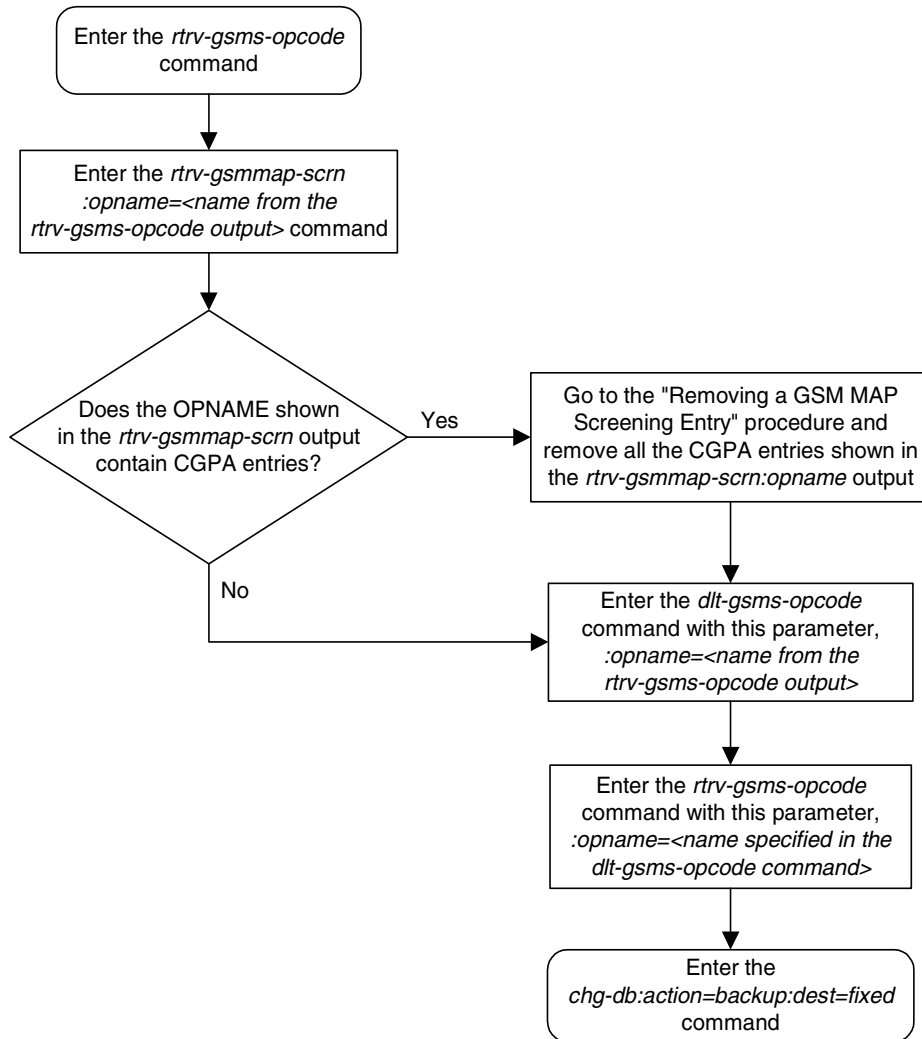 Enter the rtrv-gsms-opcode
command
Enter the rtrv-gsmmap-scrn
:opname=<name from the
rtrv-gsms-opcode output> command
Does the OPNAME shown
in the rtrv-gsmmap-scrn output
contain CGPA entries?
Yes
Go to the "Removing a GSM MAP
Screening Entry" procedure and
remove all the CGPA entries shown in
the rtrv-gsmmap-scrn:opname output
No
Enter the dlt-gsms-opcode
command with this parameter,
:opname=<name from the
rtrv-gsms-opcode output>
Enter the rtrv-gsms-opcode
command with this parameter,
:opname=<name specified in the
dlt-gsms-opcode command>
Enter the
chg-db:action=backup:dest=fixed
command